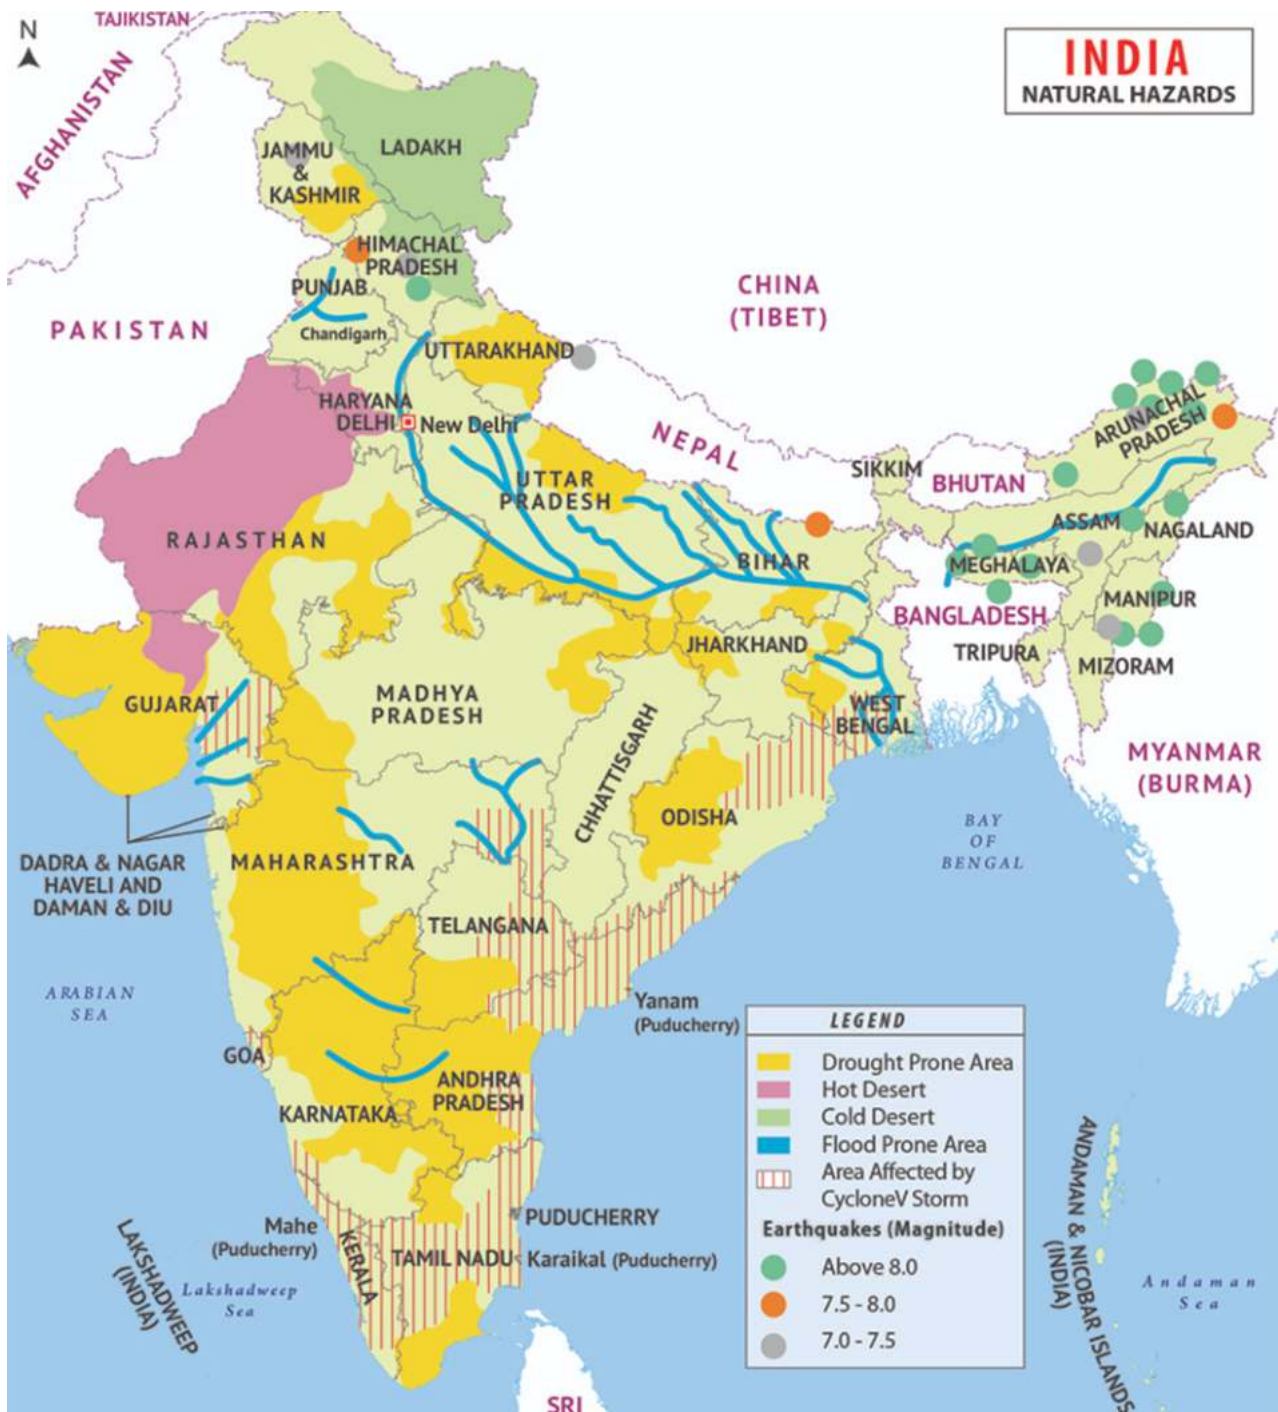 TAJIKISTAN
N
INDIA
NATURAL HAZARDS
AFGHANISTAN
JAMMU
&
KASHMIR
LADAKH
HIMACHAL
PRADESH
PUNJAB
Chandigarh
PAKISTAN
CHINA
(TIBET)
UTTARAKHAND
HARYANA
DELHI
New Delhi
NEPAL
ARUNACHAL
PRADESH
SIKKIM
BHUTAN
UTTAR
PRADESH
ASSAM
NAGALAND
RAJASTHAN
BIHAR
MEGHALAYA
MANIPUR
BANGLADESH
JHARKHAND
TRIPURA
MIZORAM
GUJARAT
MADHYA
PRADESH
WEST
BENGAL
CHHATTISGARH
MYANMAR
(BURMA)
ODISHA
BAY
OF
BENGAL
DADRA & NAGAR
HAVELI AND
DAMAN & DIU
MAHARASHTRA
TELANGANA
ARABIAN
SEA
Yanam
(Puducherry)
GOA
ANDHRA
PRADESH
KARNATAKA
LEGEND
Drought Prone Area
Hot Desert
Cold Desert
Flood Prone Area
Area Affected by
CycloneV Storm
Earthquakes (Magnitude)
Above 8.0
7.5 - 8.0
7.0 - 7.5
Mahe
(Puducherry)
PUDUCHERRY
KERALA
TAMIL NADU
Karaikal (Puducherry)
LAKSHADWEEP
(INDIA)
Lakshadweep
Sea
ANDAMAN & NICOBAR ISLANDS
(INDIA)
Andaman
Sea
SRI